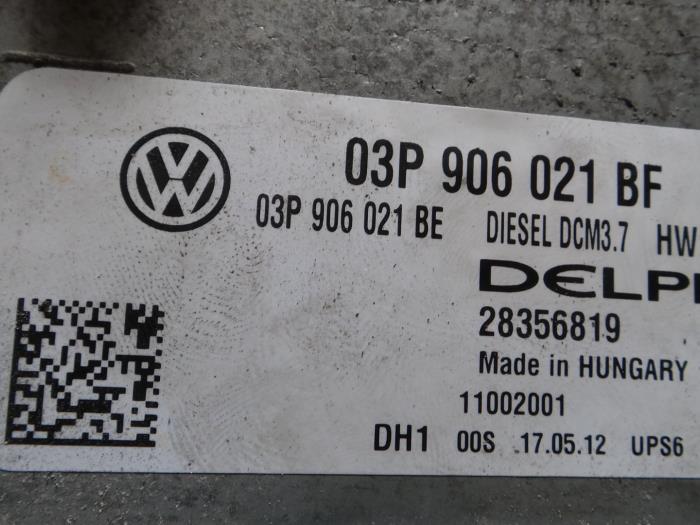 03P 906 021 BF
03P 906 021 BE DIESEL DCM3.7 HW
DELPH
28356819
Made in HUNGARY
11002001
DH1 00S 17.05.12 UPS6